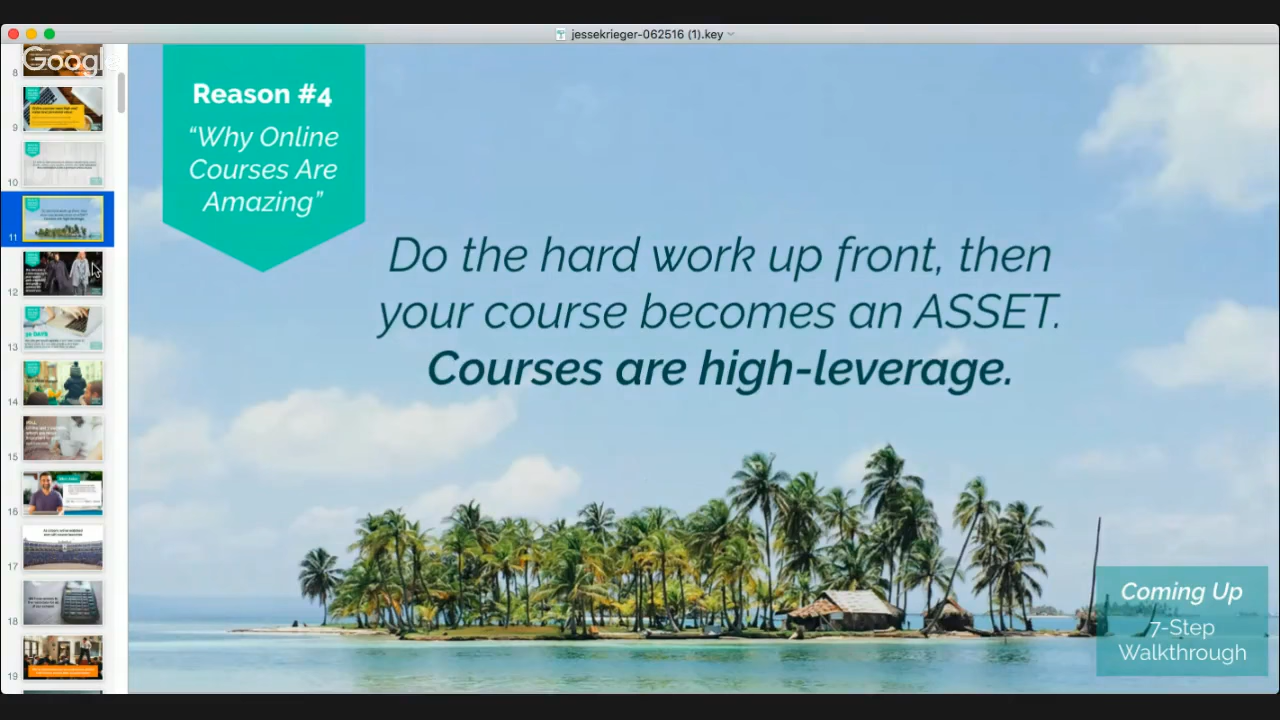 jessekrieger-062516 (1).key
Google
8
9
10
11
12
13
14
15
16
17
18
19
Reason #4
“Why Online
Courses Are
Amazing”
Do the hard work up front, then
your course becomes an ASSET.
Courses are high-leverage.
Coming Up
7-Step
Walkthrough